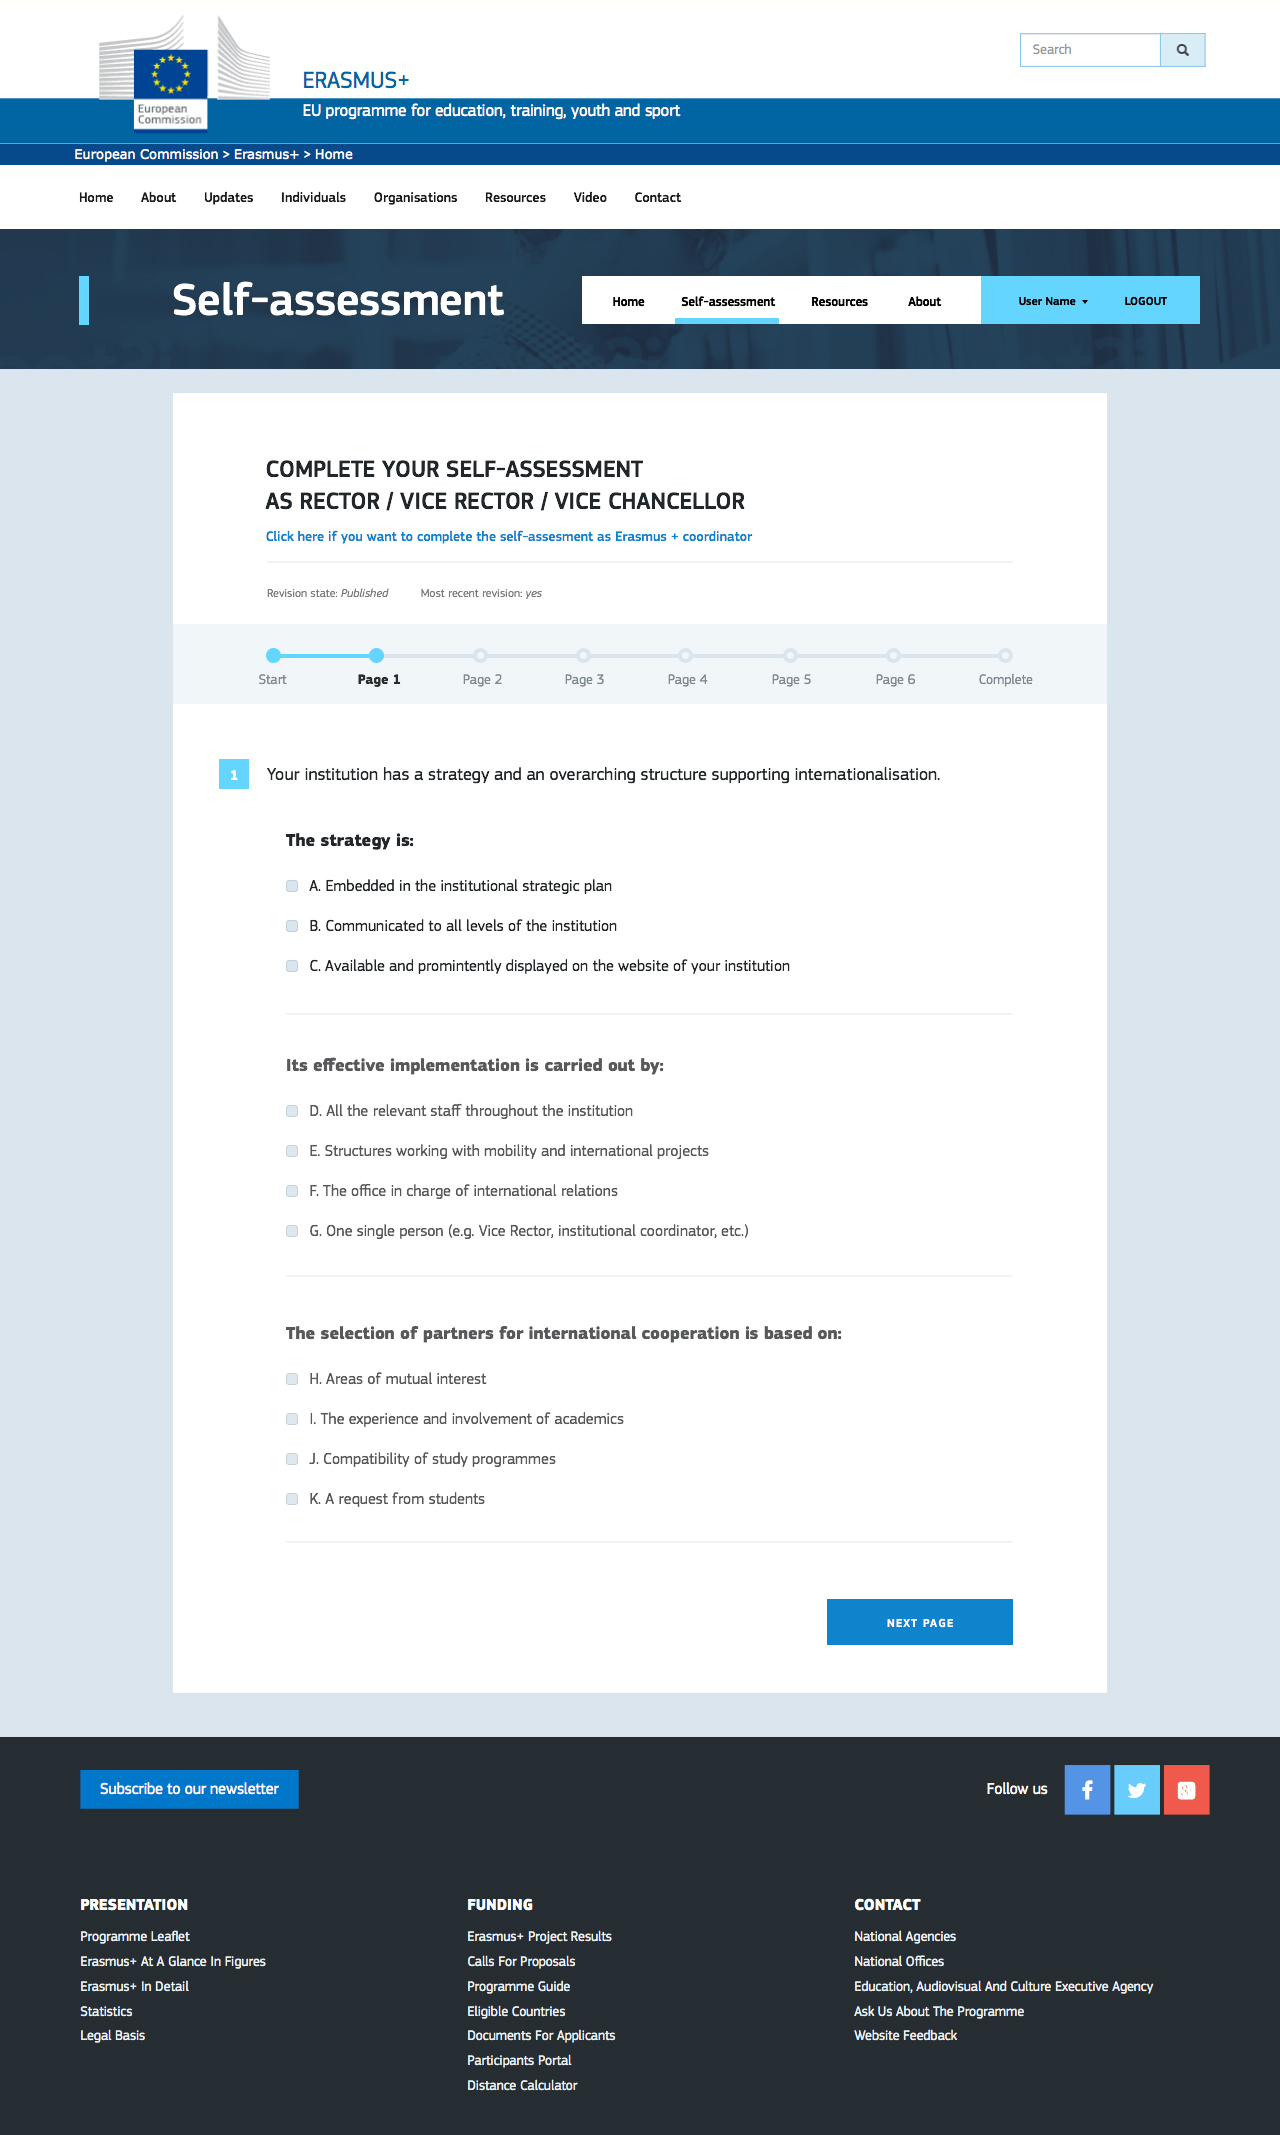 Search
European
Commission
ERASMUS+
EU programme for education, training, youth and sport
European Commission > Erasmus+ > Home
Home About Updates Individuals Organisations Resources Video Contact
Self-assessment
Home Self-assessment Resources About User Name LOGOUT
COMPLETE YOUR SELF-ASSESSMENT
AS RECTOR / VICE RECTOR / VICE CHANCELLOR
Click here if you want to complete the self-assesment as Erasmus + coordinator
Revision state: Published Most recent revision: yes
Start Page 1 Page 2 Page 3 Page 4 Page 5 Page 6 Complete
1 Your institution has a strategy and an overarching structure supporting internationalisation.
The strategy is:
A. Embedded in the institutional strategic plan
B. Communicated to all levels of the institution
C. Available and promintently displayed on the website of your institution
Its effective implementation is carried out by:
D. All the relevant staff throughout the institution
E. Structures working with mobility and international projects
F. The office in charge of international relations
G. One single person (e.g. Vice Rector, institutional coordinator, etc.)
The selection of partners for international cooperation is based on:
H. Areas of mutual interest
I. The experience and involvement of academics
J. Compatibility of study programmes
K. A request from students
NEXT PAGE
Subscribe to our newsletter
Follow us
PRESENTATION
Programme Leaflet
Erasmus+ At A Glance In Figures
Erasmus+ In Detail
Statistics
Legal Basis
FUNDING
Erasmus+ Project Results
Calls For Proposals
Programme Guide
Eligible Countries
Documents For Applicants
Participants Portal
Distance Calculator
CONTACT
National Agencies
National Offices
Education, Audiovisual And Culture Executive Agency
Ask Us About The Programme
Website Feedback